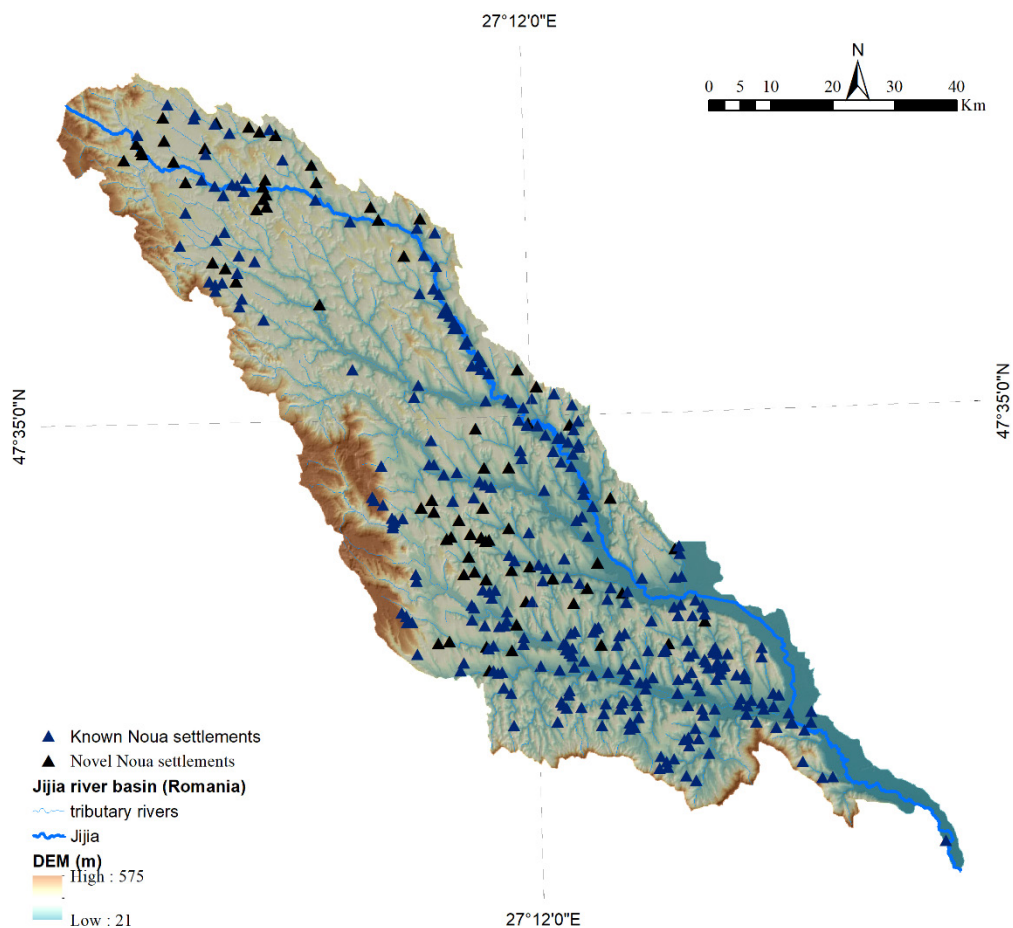 27°12'0"E
N
0 5 10 20 30 40
Km
47°35'0"N
47°35'0"N
Known Noua settlements
Novel Noua settlements
Jijia river basin (Romania)
tributary rivers
Jijia
DEM (m)
High : 575
Low : 21
27°12'0"E